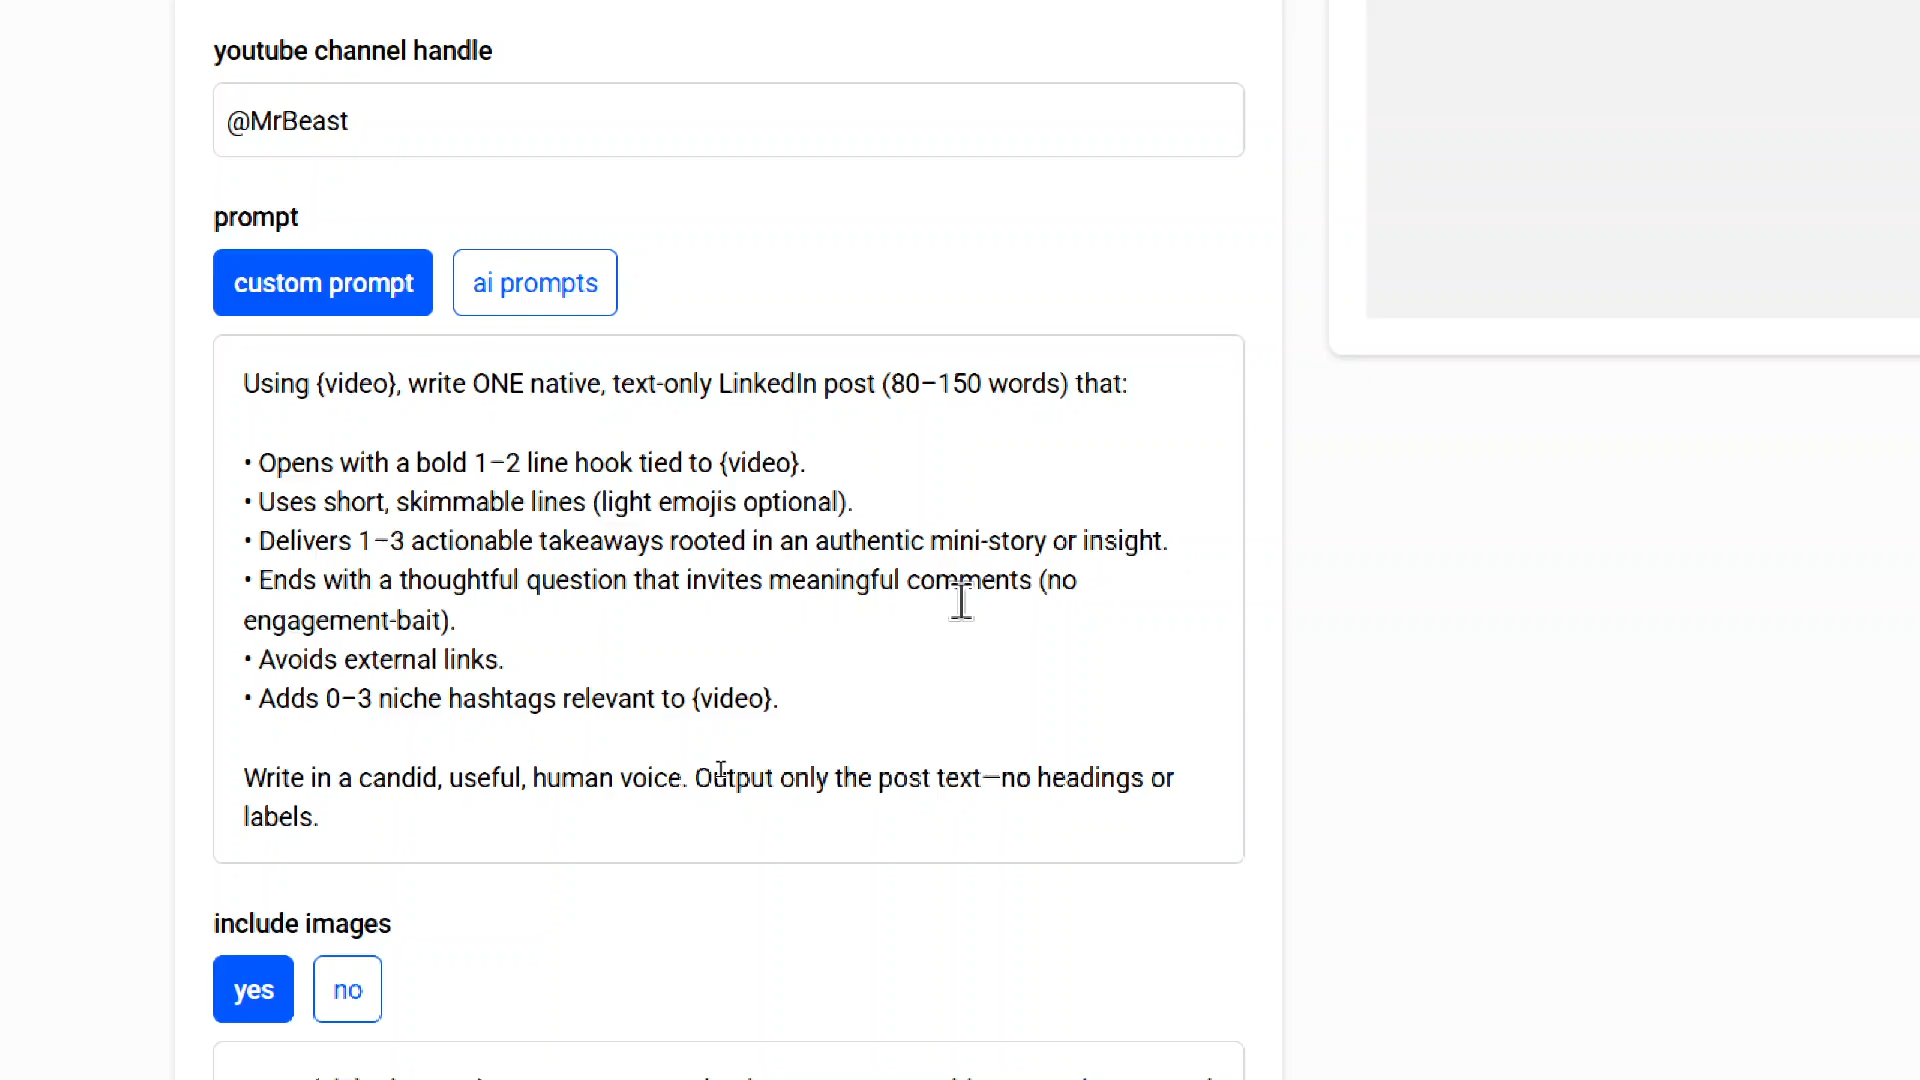 youtube channel handle
@MrBeast
prompt
custom prompt
ai prompts
Using {video}, write ONE native, text-only LinkedIn post (80–150 words) that:
• Opens with a bold 1–2 line hook tied to {video}.
• Uses short, skimmable lines (light emojis optional).
• Delivers 1–3 actionable takeaways rooted in an authentic mini-story or insight.
• Ends with a thoughtful question that invites meaningful comments (no
engagement-bait).
• Avoids external links.
• Adds 0–3 niche hashtags relevant to {video}.
Write in a candid, useful, human voice. Output only the post text—no headings or
labels.
include images
yes
no